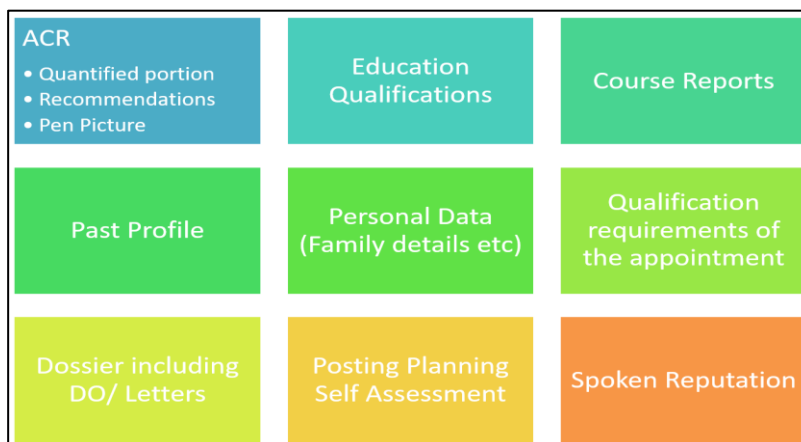 ACR
• Quantified portion
• Recommendations
• Pen Picture
Education
Qualifications
Course Reports
Past Profile
Personal Data
(Family details etc)
Qualification
requirements of
the appointment
Dossier including
DO/ Letters
Posting Planning
Self Assessment
Spoken Reputation